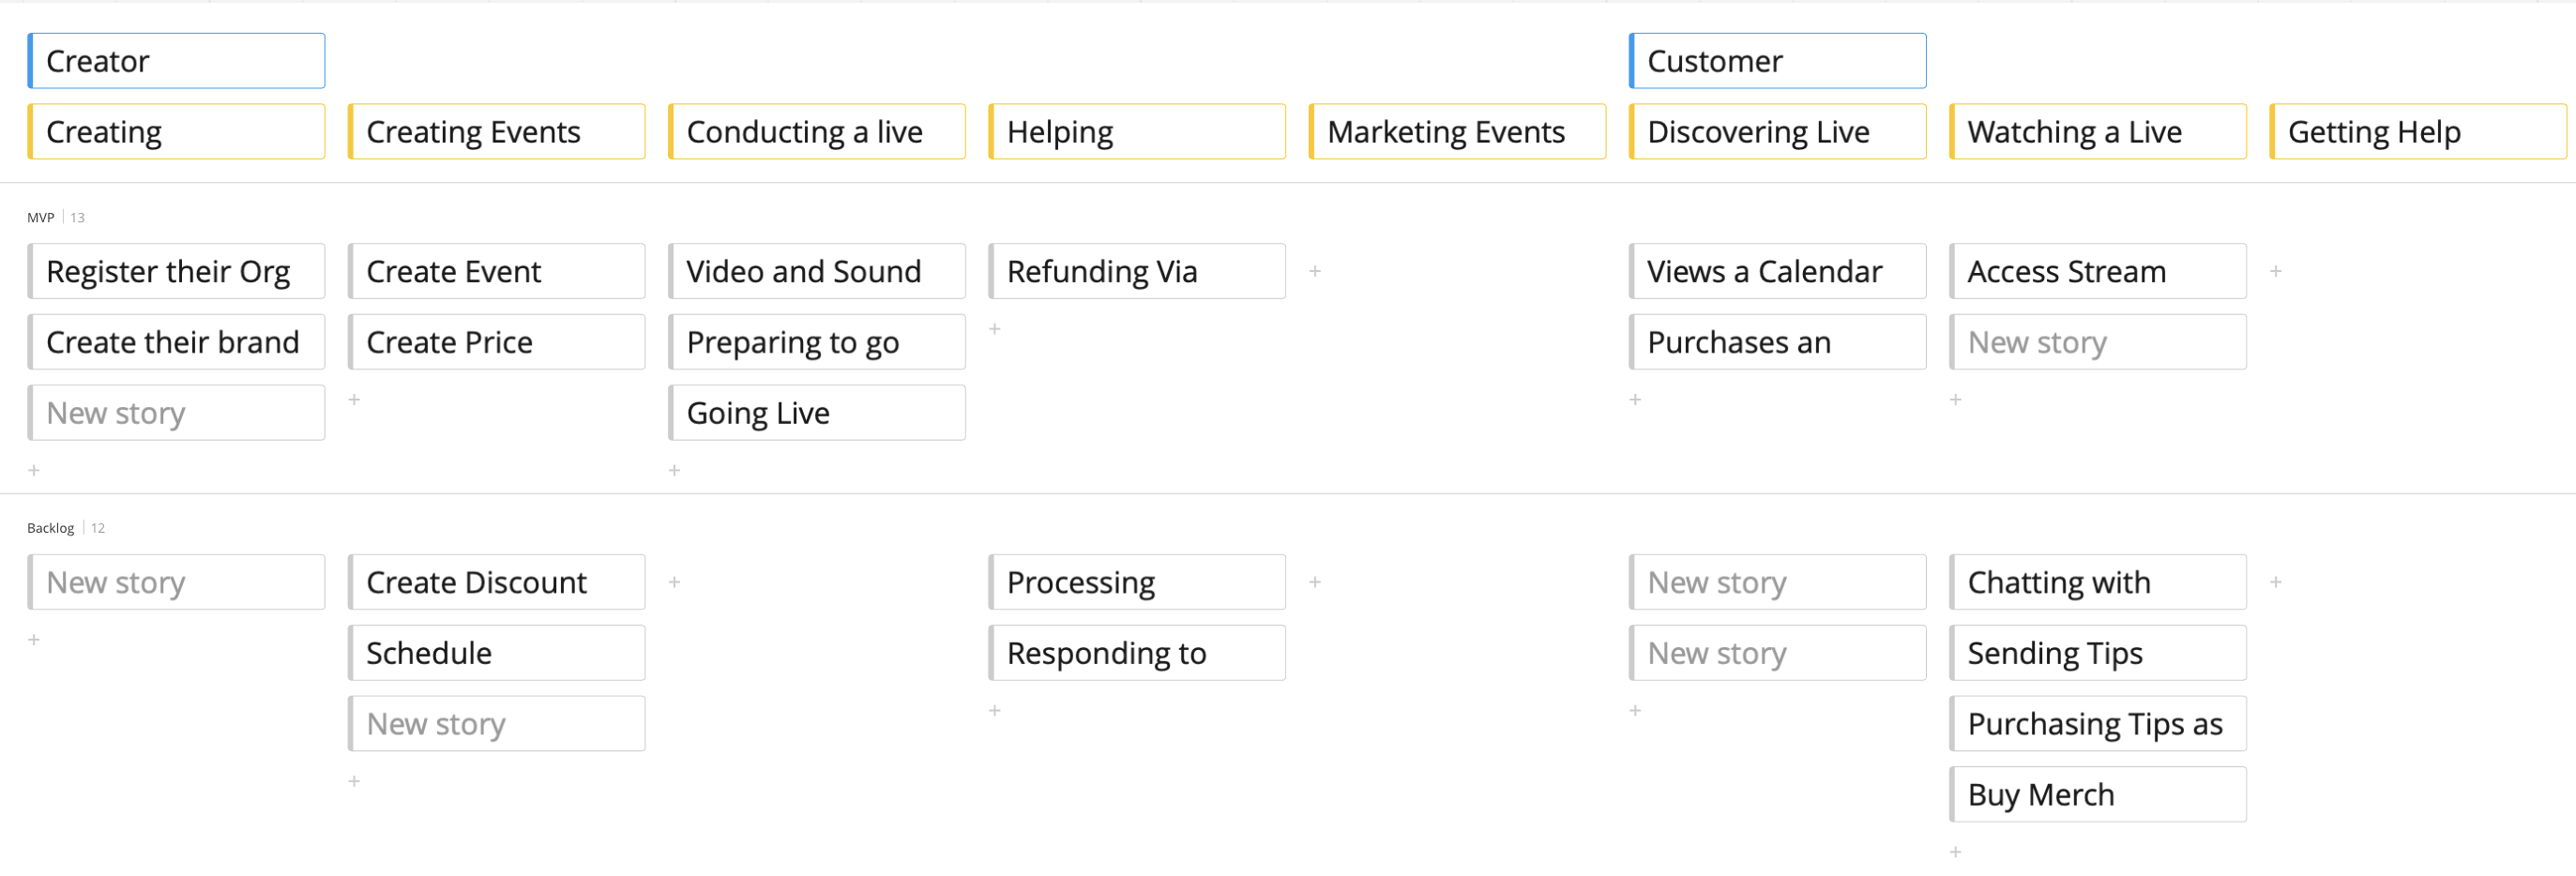 Creator
Customer
Creating
Creating Events
Conducting a live
Helping
Marketing Events
Discovering Live
Watching a Live
Getting Help
MVP | 13
Register their Org
Create Event
Video and Sound
Refunding Via
+
Views a Calendar
Access Stream
+
Create their brand
Create Price
Preparing to go
+
Purchases an
New story
New story
+
Going Live
+
+
+
+
Backlog | 12
New story
Create Discount
+
Processing
+
New story
Chatting with
+
+
Schedule
Responding to
New story
Sending Tips
New story
+
+
Purchasing Tips as
+
Buy Merch
+